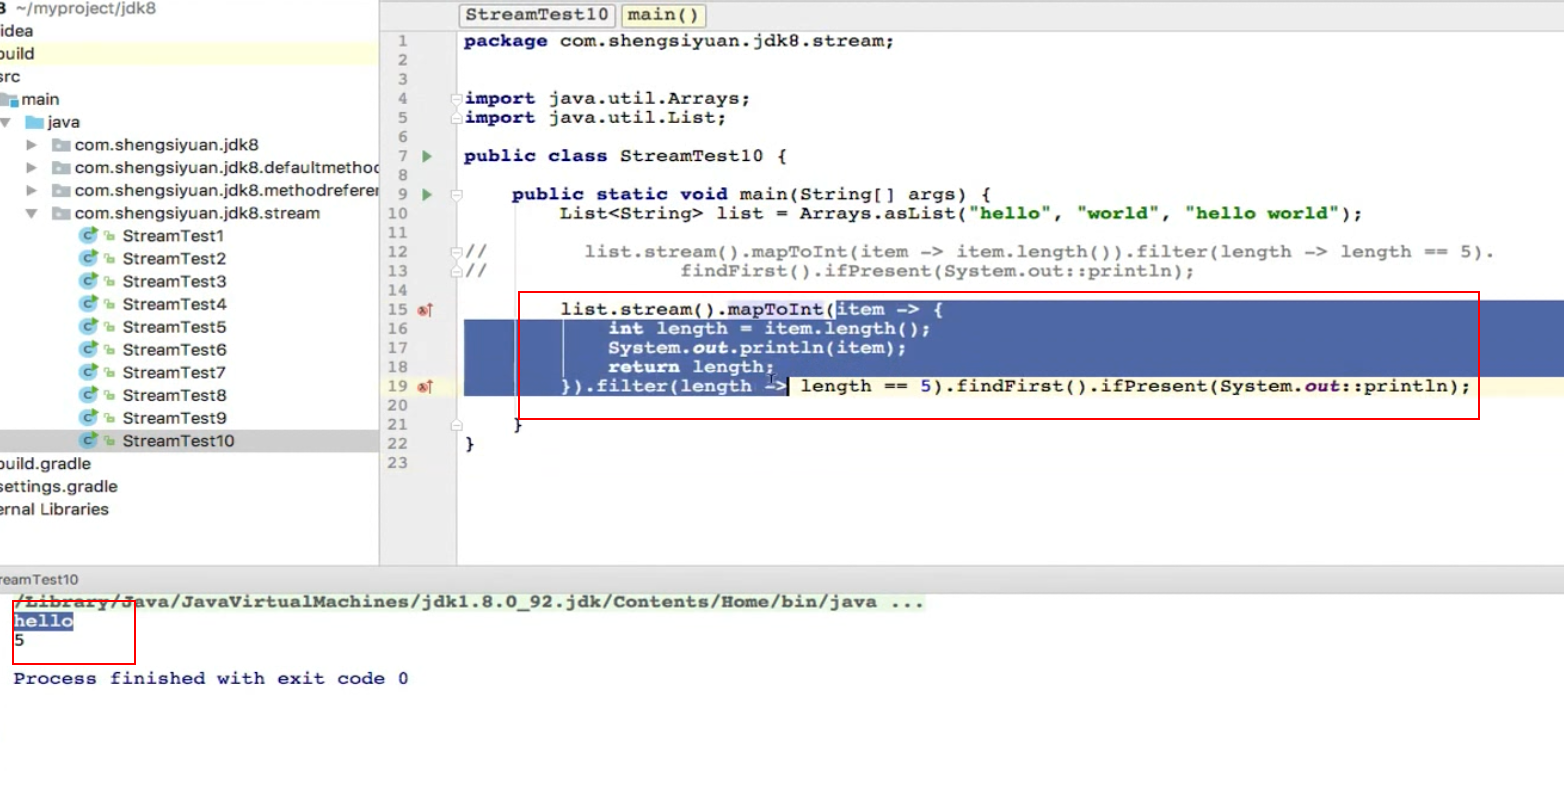 8 ~/myproject/jdk8
idea
build
src
main
java
com.shengsiyuan.jdk8
com.shengsiyuan.jdk8.defaultmethod
com.shengsiyuan.jdk8.methodreferer
com.shengsiyuan.jdk8.stream
StreamTest1
StreamTest2
StreamTest3
StreamTest4
StreamTest5
StreamTest6
StreamTest7
StreamTest8
StreamTest9
StreamTest10
build.gradle
settings.gradle
ernal Libraries
StreamTest10 main()
1 package com.shengsiyuan.jdk8.stream;
2
3
4 import java.util.Arrays;
5 import java.util.List;
6
7 public class StreamTest10 {
8
9 public static void main(String[] args) {
10 List<String> list = Arrays.asList("hello", "world", "hello world");
11
12 // list.stream().mapToInt(item -> item.length()).filter(length -> length == 5).
13 // findFirst().ifPresent(System.out::println);
14
15 list.stream().mapToInt(item -> {
16 int length = item.length();
17 System.out.println(item);
18 return length;
19 }).filter(length -> length == 5).findFirst().ifPresent(System.out::println);
20
21 }
22 }
23
reamTest10
/Library/Java/JavaVirtualMachines/jdk1.8.0_92.jdk/Contents/Home/bin/java ...
hello
5
Process finished with exit code 0